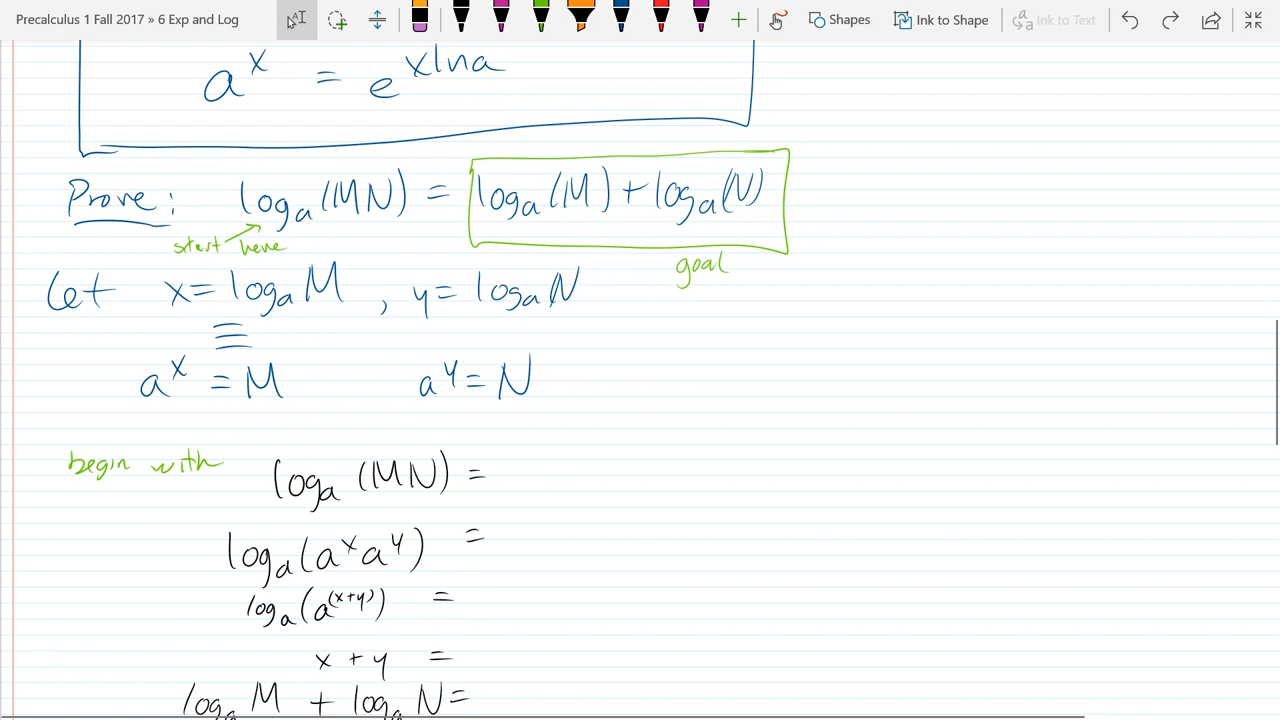 Precalculus 1 Fall 2017 » 6 Exp and Log
Shapes
Ink to Shape
Ink to Text
a^x = e^(x ln a)
Prove: log_a (MN) = log_a (M) + log_a (N)
start here
goal
Let x = log_a M , y = log_a N
≡
a^x = M a^y = N
begin with log_a (MN) =
log_a (a^x a^y) =
log_a (a^(x+y)) =
x + y =
log_a M + log_a N =